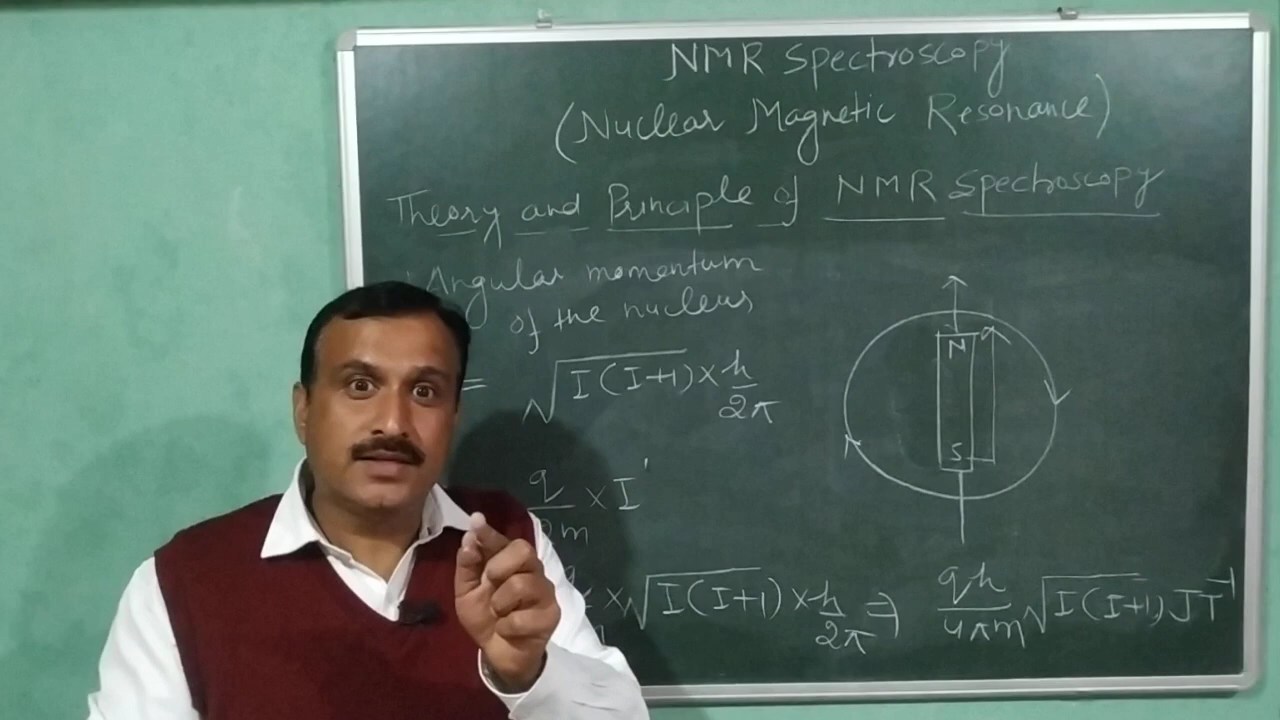 NMR Spectroscopy
(Nuclear Magnetic Resonance)
Theory and Principle of NMR Spectroscopy
Angular momentum
of the nucleus
= √I(I+1) × h/2π
q/2m × I'
× √I(I+1) × h/2π ⇒ qh/4πm √I(I+1) JT⁻¹
N
S